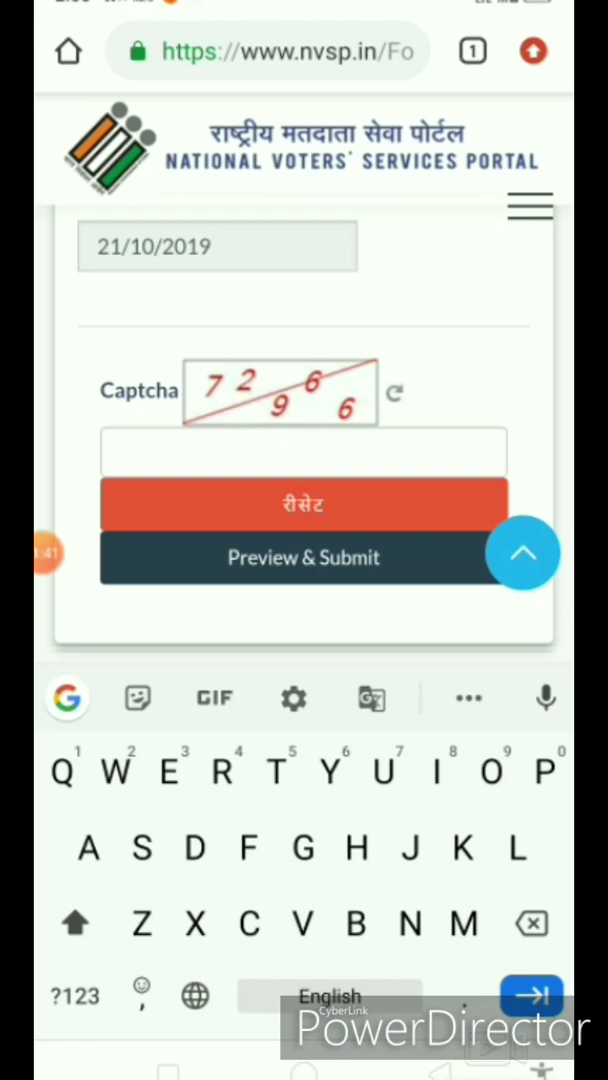 https://www.nvsp.in/Fo
1
राष्ट्रीय मतदाता सेवा पोर्टल
NATIONAL VOTERS' SERVICES PORTAL
21/10/2019
Captcha
7 2 9 6 6
रीसेट
1:41
Preview & Submit
G GIF
1 2 3 4 5 6 7 8 9 0
Q W E R T Y U I O P
A S D F G H J K L
Z X C V B N M
?123 , English .
CyberLink
PowerDirector